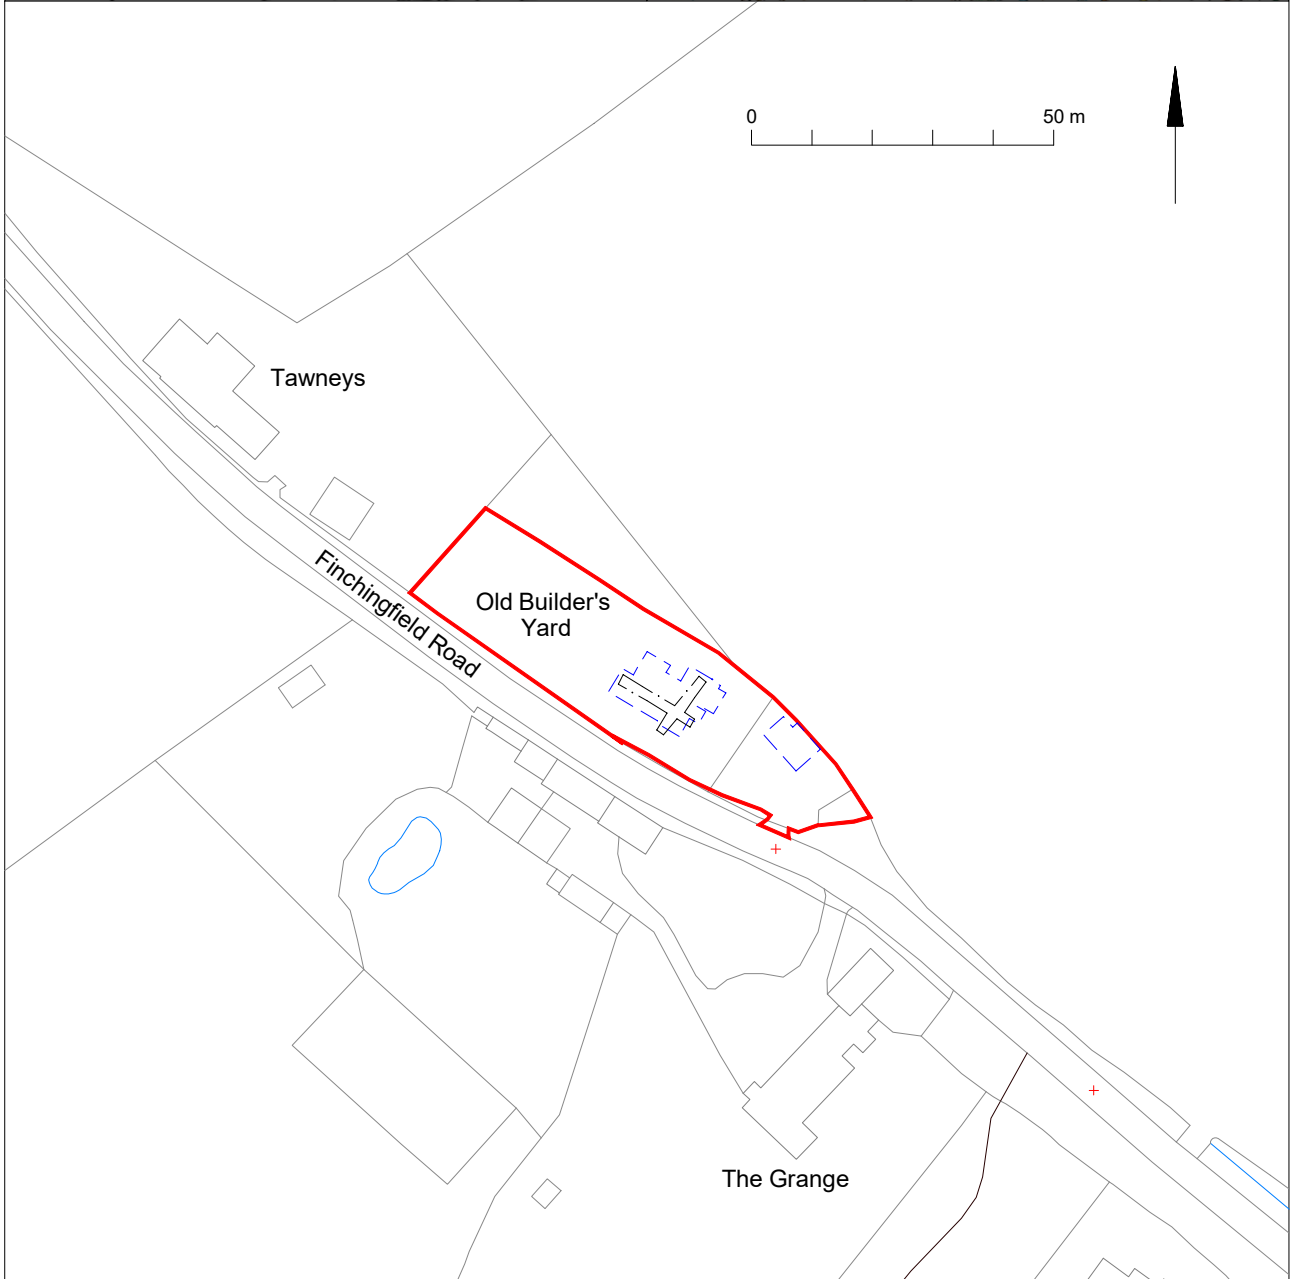 0
50 m
Tawneys
Finchingfield Road
Old Builder's
Yard
The Grange